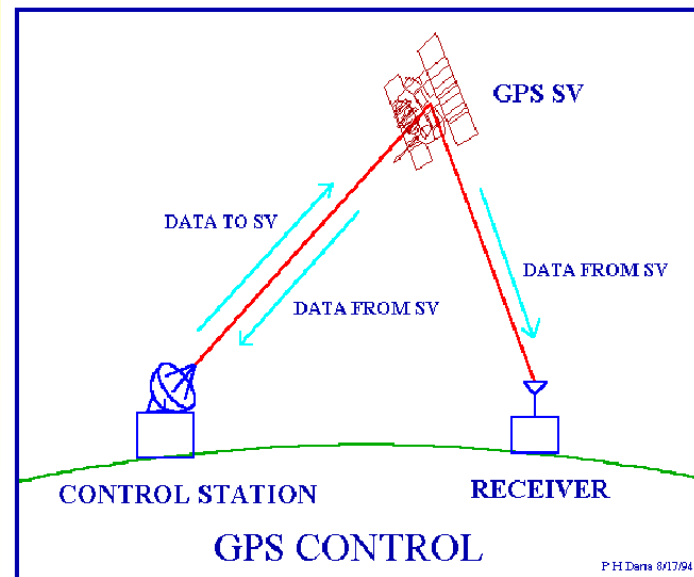 GPS SV
DATA TO SV
DATA FROM SV
DATA FROM SV
CONTROL STATION
RECEIVER
GPS CONTROL
P H Dana 8/17/94